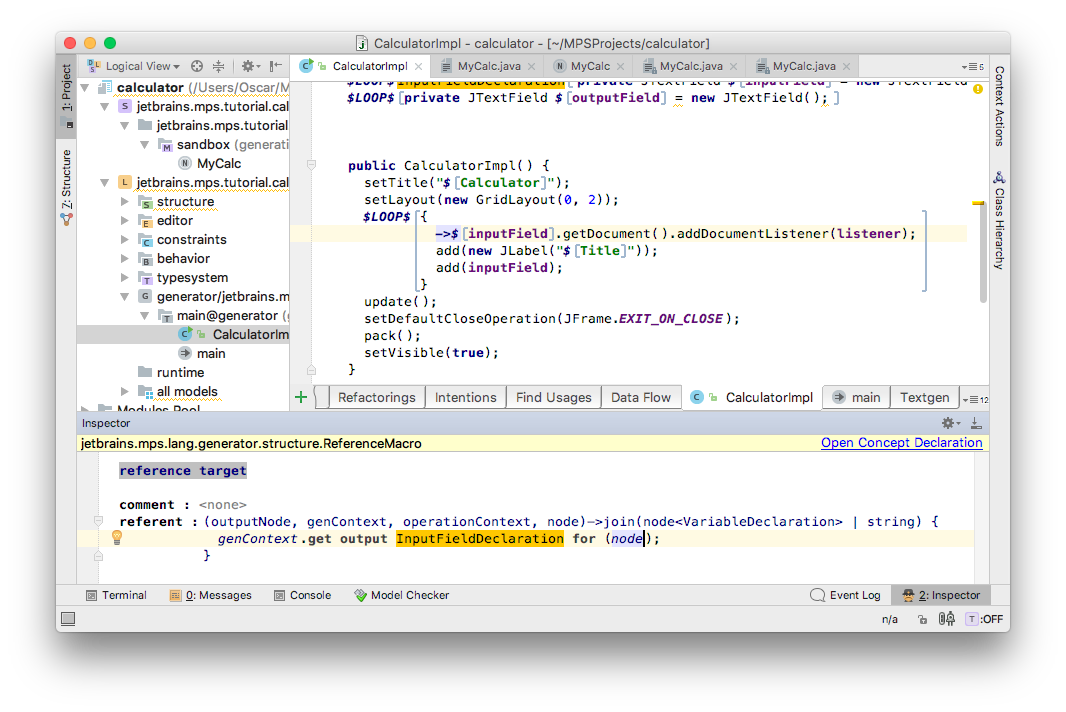 CalculatorImpl - calculator - [~/MPSProjects/calculator]
1: Project
Z: Structure
Logical View
calculator (/Users/Oscar/M
jetbrains.mps.tutorial.cal
jetbrains.mps.tutorial
sandbox (generati
MyCalc
jetbrains.mps.tutorial.cal
structure
editor
constraints
behavior
typesystem
generator/jetbrains.m
main@generator (g
CalculatorIm
main
runtime
all models
Modules Pool
CalculatorImpl
MyCalc.java
MyCalc
MyCalc.java
MyCalc.java
5
$LOOP$[InputFieldDeclaration[private JTextField $[inputField] = new JTextField
$LOOP$[private JTextField $[outputField] = new JTextField(); ]
public CalculatorImpl() {
setTitle("$[Calculator]");
setLayout(new GridLayout(0, 2));
$LOOP$[{
->$[inputField].getDocument().addDocumentListener(listener);
add(new JLabel("$[Title]"));
add(inputField);
}]
update();
setDefaultCloseOperation(JFrame.EXIT_ON_CLOSE);
pack();
setVisible(true);
}
Refactorings
Intentions
Find Usages
Data Flow
CalculatorImpl
main
Textgen
12
Context Actions
Class Hierarchy
Inspector
jetbrains.mps.lang.generator.structure.ReferenceMacro
Open Concept Declaration
reference target
comment : <none>
referent : (outputNode, genContext, operationContext, node)->join(node<VariableDeclaration> | string) {
genContext.get output InputFieldDeclaration for (node);
}
Terminal
0: Messages
Console
Model Checker
Event Log
2: Inspector
n/a
T :OFF